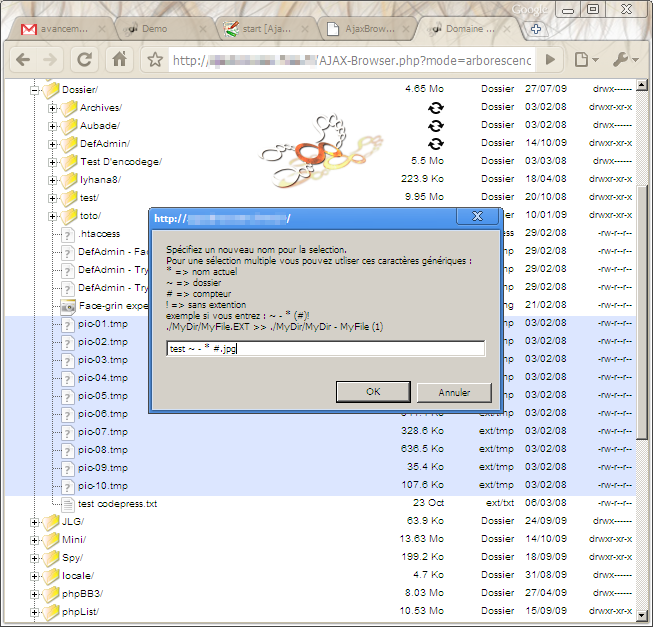 Google
avancem
Demo
start [Aja
AjaxBrow
Domaine
http:// /AJAX-Browser.php?mode=arborescenc
Dossier/ 4.65 Mo Dossier 27/07/09 drwx------
Archives/ Dossier 03/02/08 drwxr-xr-x
Aubade/ Dossier 03/02/08 drwxr-xr-x
DefAdmin/ Dossier 14/10/09 drwxr-xr-x
Test D'encodege/ 5.5 Mo Dossier 03/03/08 drwx------
lyhana8/ 223.9 Ko Dossier 18/04/08 drwxr-xr-x
test/ 9.95 Mo Dossier 20/10/08 drwxr-xr-x
toto/ 10/01/09 drwxr-xr-x
.htaccess 29/02/08 -rw-r--r--
DefAdmin - Fa 29/02/08 -rw-r--r--
DefAdmin - Try 29/02/08 -rw-r--r--
DefAdmin - Try 29/02/08 -rw-r--r--
Face-grin expe 21/02/08 -rw-r--r--
http:// /
Spécifiez un nouveau nom pour la selection.
Pour une sélection multiple vous pouvez utliser ces caractères génériques :
* => nom actuel
~ => dossier
# => compteur
! => sans extention
exemple si vous entrez : ~ - * (#)!
./MyDir/MyFile.EXT >> ./MyDir/MyDir - MyFile (1)
test ~ - * #.jpg
OK Annuler
pic-01.tmp 03/02/08 -rw-r--r--
pic-02.tmp 03/02/08 -rw-r--r--
pic-03.tmp 03/02/08 -rw-r--r--
pic-04.tmp 03/02/08 -rw-r--r--
pic-05.tmp 03/02/08 -rw-r--r--
pic-06.tmp ext/tmp 03/02/08 -rw-r--r--
pic-07.tmp 328.6 Ko ext/tmp 03/02/08 -rw-r--r--
pic-08.tmp 636.5 Ko ext/tmp 03/02/08 -rw-r--r--
pic-09.tmp 35.4 Ko ext/tmp 03/02/08 -rw-r--r--
pic-10.tmp 107.6 Ko ext/tmp 03/02/08 -rw-r--r--
test codepress.txt 23 Oct ext/txt 06/03/08 -rw-r--r--
JLG/ 63.9 Ko Dossier 24/09/09 drwx------
Mini/ 13.63 Mo Dossier 14/10/09 drwxr-xr-x
Spy/ 199.2 Ko Dossier 18/09/09 drwxr-xr-x
locale/ 4.7 Ko Dossier 31/08/09 drwx------
phpBB3/ 8.03 Mo Dossier 27/04/09 drwx------
phpList/ 10.53 Mo Dossier 15/09/09 drwxr-xr-x